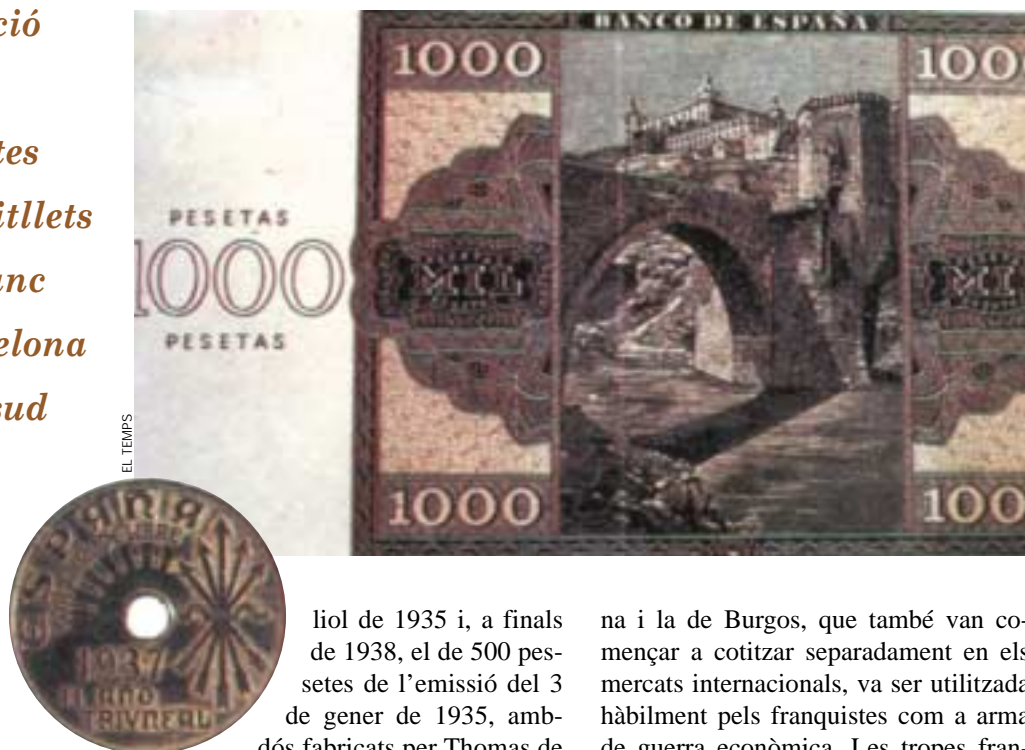 ció
tes
itllets
anc
elona
sud
EL TEMPS
BANCO DE ESPAÑA
1000
100
PESETAS
1000
PESETAS
MIL
MIL
1000
100
ESPAÑA
1937
II AÑO
TRIVNFAL
liol de 1935 i, a finals
de 1938, el de 500 pes-
setes de l’emissió del 3
de gener de 1935, amb-
dós fabricats per Thomas de
na i la de Burgos, que també van co-
mençar a cotitzar separadament en els
mercats internacionals, va ser utilitzada
hàbilment pels franquistes com a arma
de guerra econòmica. Les tropes fran-